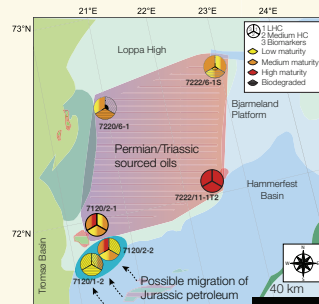 21°E 22°E 23°E
1 LHC
2 Medium HC
3 Biomarkers
Low maturity
Medium maturity
High maturity
Biodegraded
Loppa High
7222/6-1S
Bjarmeland
Platform
7220/6-1
Permian/Triassic
sourced oils
72°N
7222/11-1T2
Hammerfest
Basin
7120/2-1
72°N
7120/2-2
7120/1-2
Tromsø Basin
Possible migration of
Jurassic petroleum
N
E
S
W
40 km